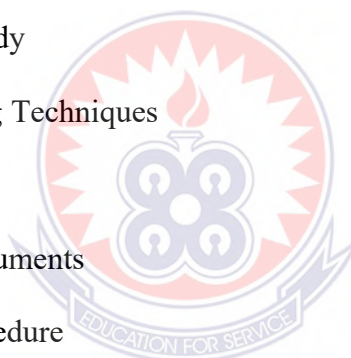 dy
g Techniques
uments
edure
EDUCATION FOR SERVICE